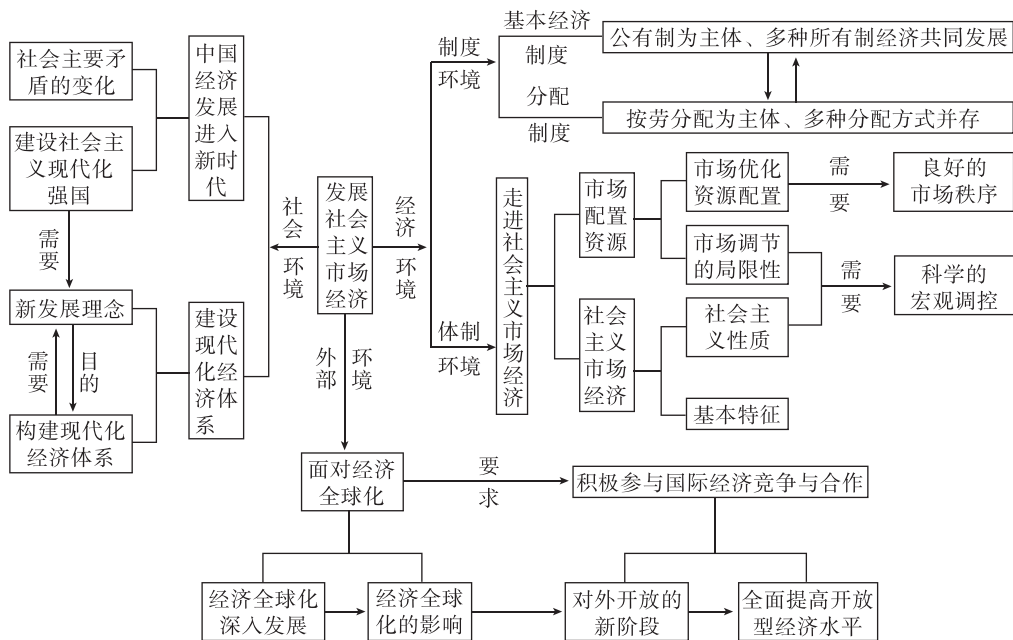 社会主要矛
盾的变化
建设社会主
义现代化
强国
需
要
新发展理念
需
要
目
的
构建现代化
经济体系
中国
经济
发展
进入
新时
代
建设
现代
化经
济体
系
社
会
环
境
发展
社会
主义
市场
经济
经
济
环
境
外
部
环
境
制度
环境
基本经济
制度
分配
制度
公有制为主体、多种所有制经济共同发展
按劳分配为主体、多种分配方式并存
体制
环境
走进社会主义市场经济
市场
配置
资源
社会
主义
市场
经济
市场优化
资源配置
市场调节
的局限性
社会主
义性质
基本特征
需
要
良好的
市场秩序
需
要
科学的
宏观调控
面对经济
全球化
要
求
积极参与国际经济竞争与合作
经济全球化
深入发展
经济全球
化的影响
对外开放的
新阶段
全面提高开放
型经济水平